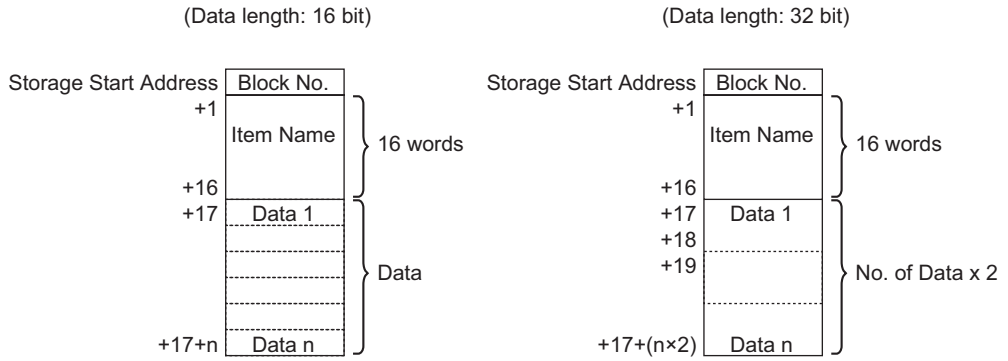 (Data length: 16 bit)
Storage Start Address Block No.
+1
Item Name
16 words
+16
+17 Data 1
Data
+17+n Data n
(Data length: 32 bit)
Storage Start Address Block No.
+1
Item Name
16 words
+16
+17 Data 1
+18
+19
No. of Data x 2
+17+(n×2) Data n